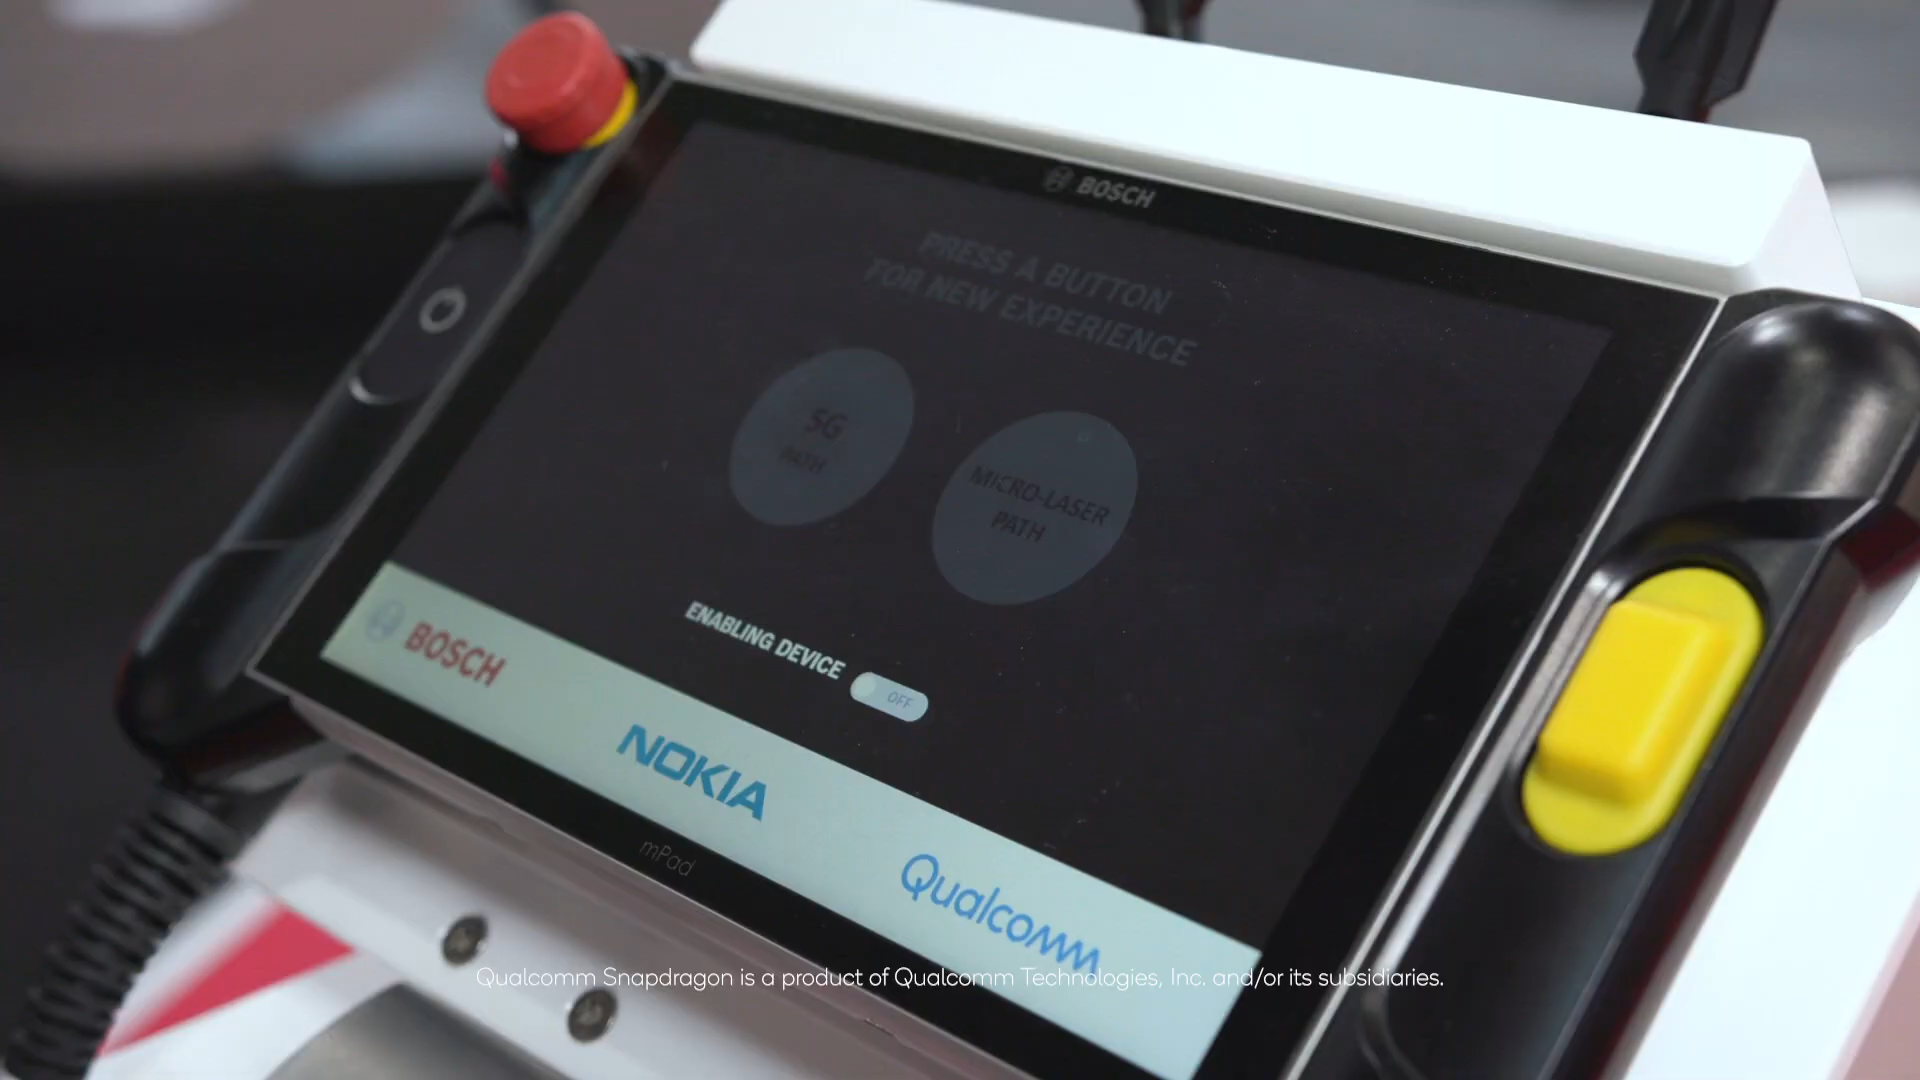 BOSCH
PRESS A BUTTON
FOR NEW EXPERIENCE
5G
PATH
MICRO-LASER
PATH
ENABLING DEVICE
OFF
BOSCH
NOKIA
Qualcomm
mPad
Qualcomm Snapdragon is a product of Qualcomm Technologies, Inc. and/or its subsidiaries.